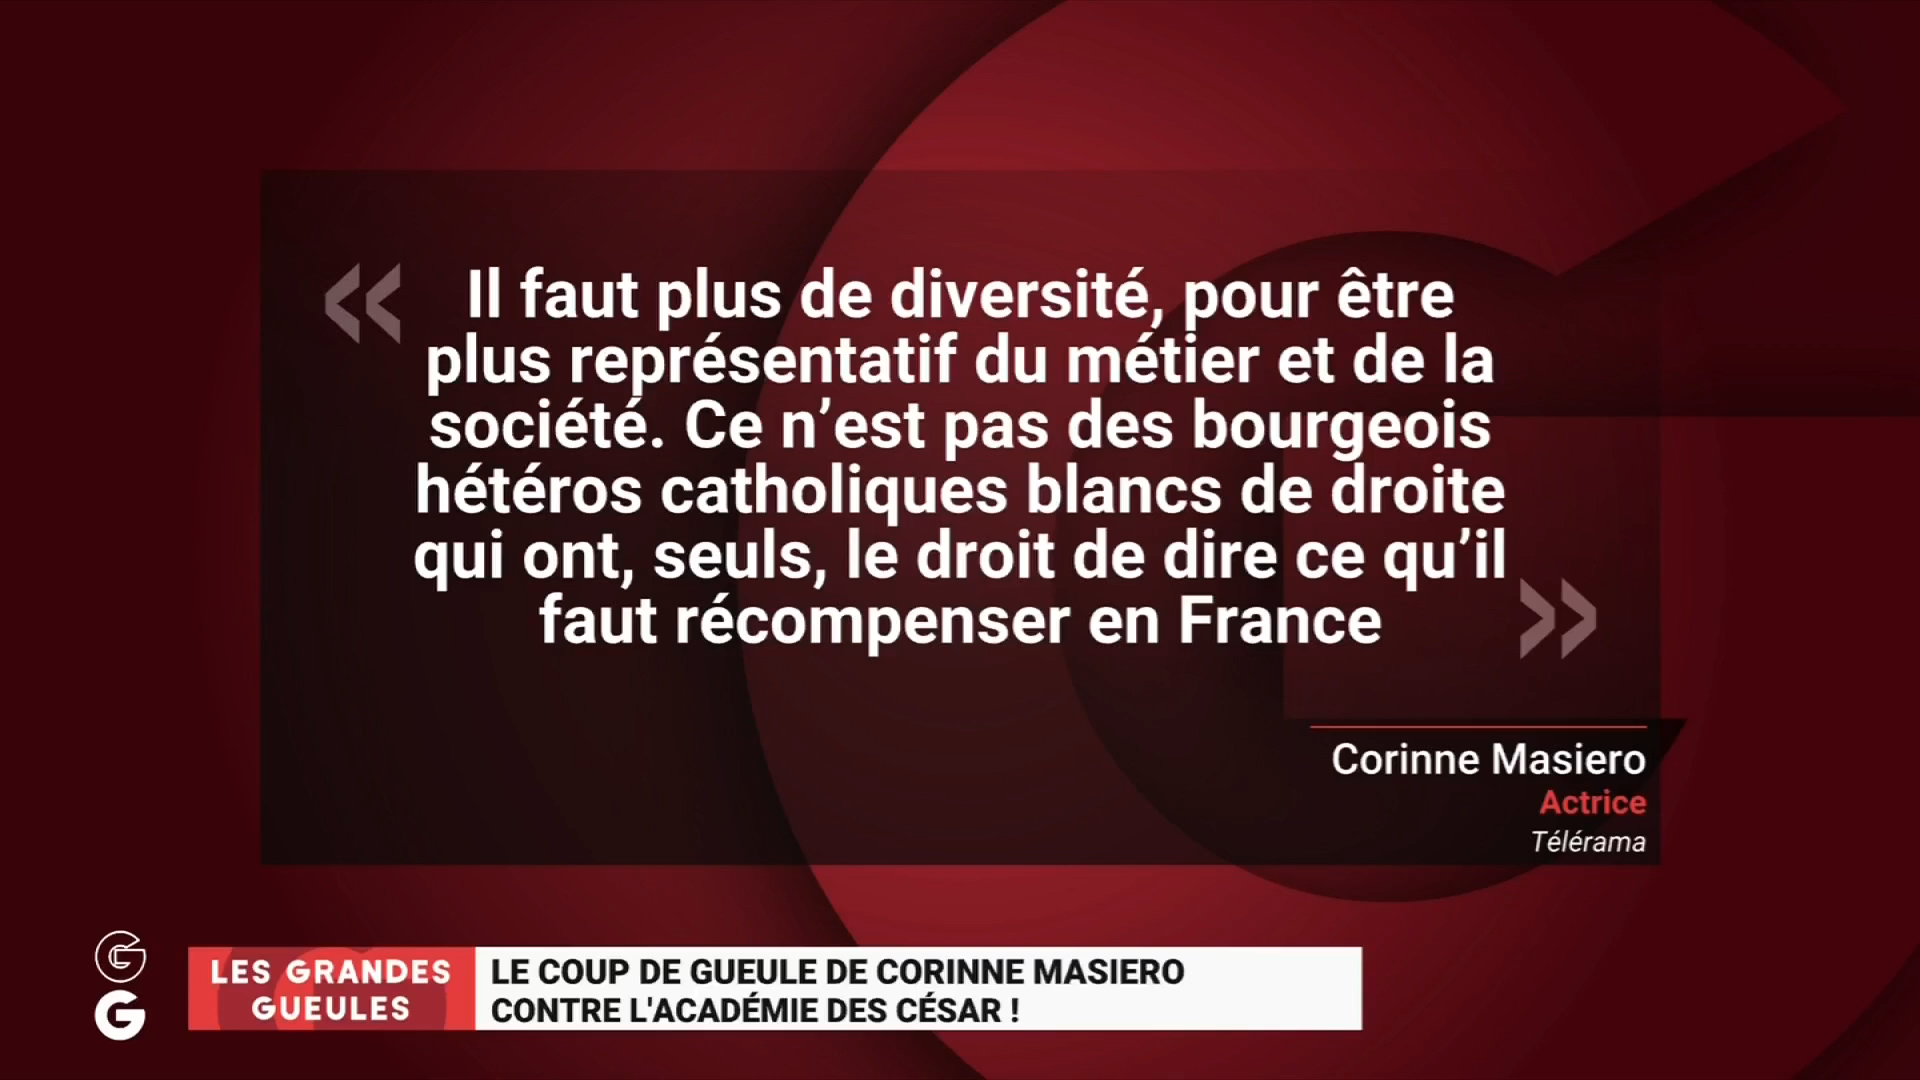 « Il faut plus de diversité, pour être
plus représentatif du métier et de la
société. Ce n’est pas des bourgeois
hétéros catholiques blancs de droite
qui ont, seuls, le droit de dire ce qu’il
faut récompenser en France »
Corinne Masiero
Actrice
Télérama
G
G
LES GRANDES
GUEULES
LE COUP DE GUEULE DE CORINNE MASIERO
CONTRE L'ACADÉMIE DES CÉSAR !